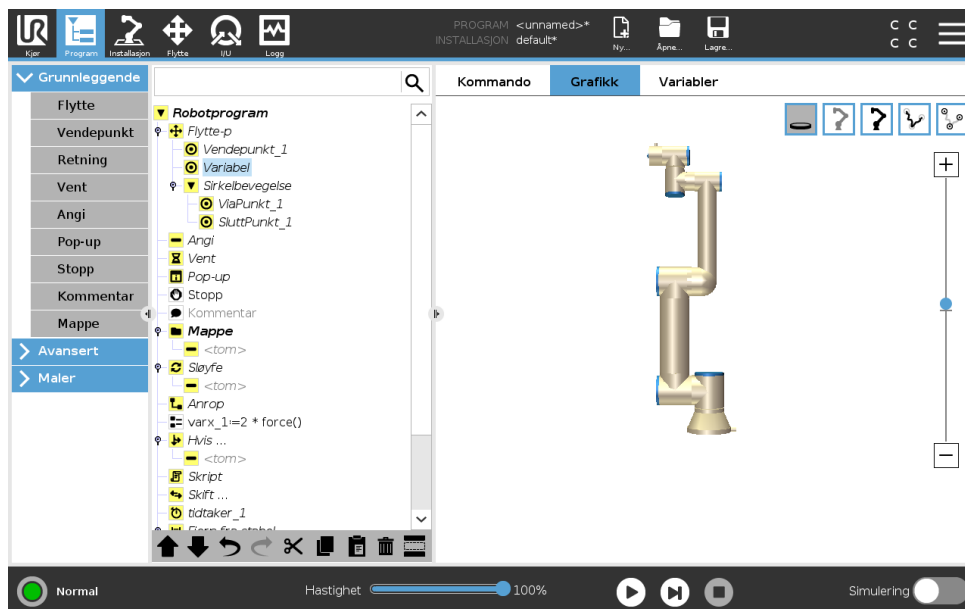 UR
PROGRAM <unnamed>*
INSTALLASJON default*
Kjør
Program
Installasjon
Flytte
I/U
Logg
Ny...
Åpne...
Lagre...
C C
C C
Grunnleggende
Flytte
Vendepunkt
Retning
Vent
Angi
Pop-up
Stopp
Kommentar
Mappe
Avansert
Maler
Robotprogram
Flytte-p
Vendepunkt_1
Variabel
Sirkelbevegelse
ViaPunkt_1
SluttPunkt_1
Angi
Vent
Pop-up
Stopp
Kommentar
Mappe
<tom>
Sløyfe
<tom>
Anrop
varx_1:=2 * force()
Hvis ...
<tom>
Skript
Skift ...
tidtaker_1
Kommando
Grafikk
Variabler
Normal
Hastighet
100%
Simulering